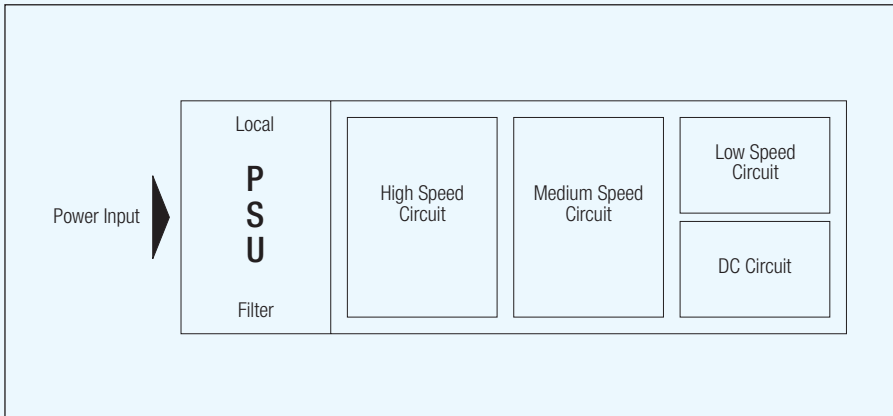 Power Input
Local
P
S
U
Filter
High Speed
Circuit
Medium Speed
Circuit
Low Speed
Circuit
DC Circuit